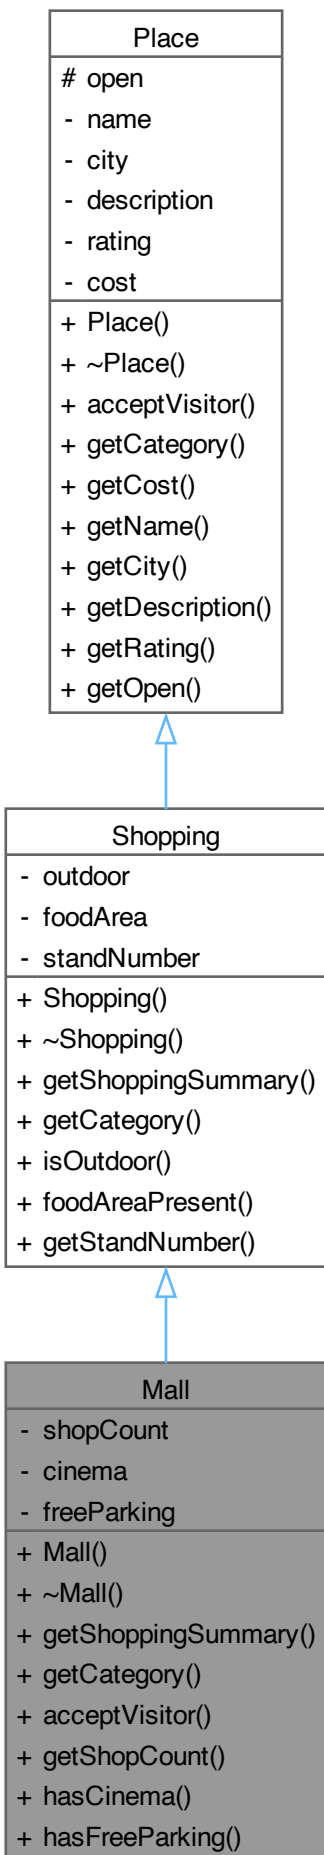 Place
# open
- name
- city
- description
- rating
- cost
+ Place()
+ ~Place()
+ acceptVisitor()
+ getCategory()
+ getCost()
+ getName()
+ getCity()
+ getDescription()
+ getRating()
+ getOpen()
Shopping
- outdoor
- foodArea
- standNumber
+ Shopping()
+ ~Shopping()
+ getShoppingSummary()
+ getCategory()
+ isOutdoor()
+ foodAreaPresent()
+ getStandNumber()
Mall
- shopCount
- cinema
- freeParking
+ Mall()
+ ~Mall()
+ getShoppingSummary()
+ getCategory()
+ acceptVisitor()
+ getShopCount()
+ hasCinema()
+ hasFreeParking()